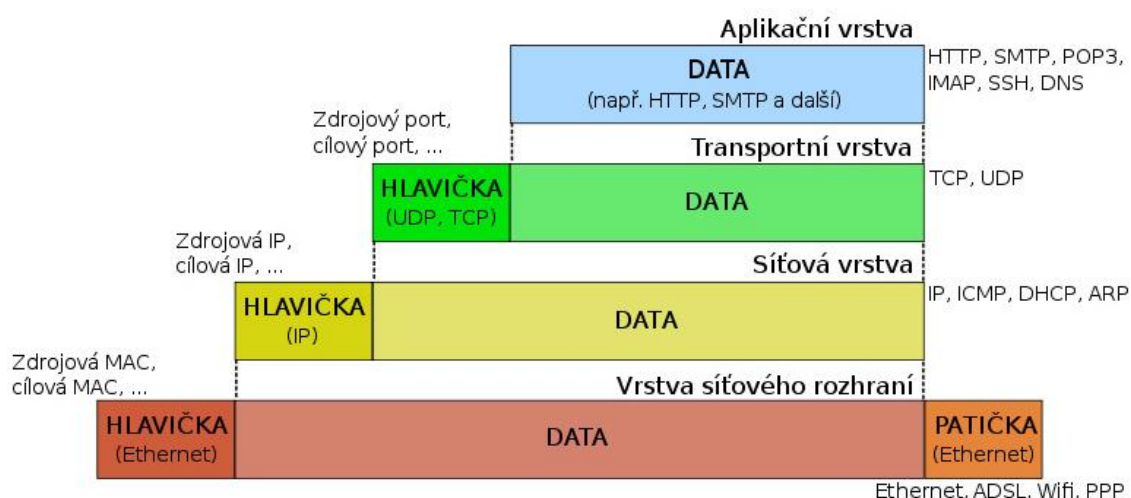 Aplikační vrstva
DATA
(např. HTTP, SMTP a další)
HTTP, SMTP, POP3,
IMAP, SSH, DNS
Zdrojový port,
cílový port, ...
Transportní vrstva
HLAVIČKA
(UDP, TCP)
DATA
TCP, UDP
Zdrojová IP,
cílová IP, ...
Síťová vrstva
HLAVIČKA
(IP)
DATA
IP, ICMP, DHCP, ARP
Zdrojová MAC,
cílová MAC, ...
Vrstva síťového rozhraní
HLAVIČKA
(Ethernet)
DATA
PATIČKA
(Ethernet)
Ethernet, ADSL, Wifi, PPP